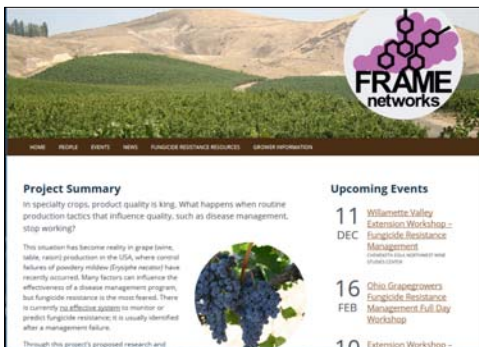 FRAME
networks
HOME PEOPLE EVENTS NEWS FUNGICIDE RESISTANCE RESOURCES GROWER INFORMATION
Project Summary
In specialty crops, product quality is king. What happens when routine
production tactics that influence quality, such as disease management,
stop working?
This situation has become reality in grape (wine,
table, raisin) production in the USA, where control
failures of powdery mildew (Erysiphe necator) have
recently occurred. Many factors can influence the
effectiveness of a disease management program,
but fungicide resistance is the most feared. There
is currently no effective system to monitor or
predict fungicide resistance; it is usually identified
after a management failure.
Through this project's proposed research and
Upcoming Events
11
DEC
Willamette Valley
Extension Workshop –
Fungicide Resistance
Management
CHEMEKETA EOLA NORTHWEST WINE
STUDIES CENTER
16
FEB
Ohio Grapegrowers
Fungicide Resistance
Management Full Day
Workshop
Extension Workshop –